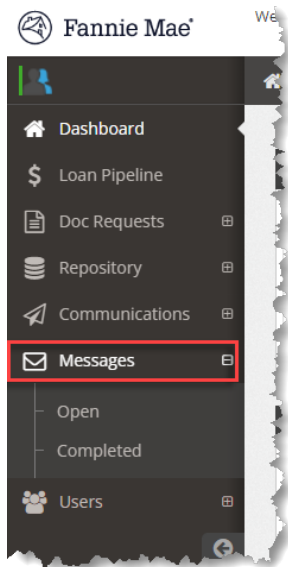 Fannie Mae®
We
Dashboard
Loan Pipeline
Doc Requests
Repository
Communications
Messages
Open
Completed
Users